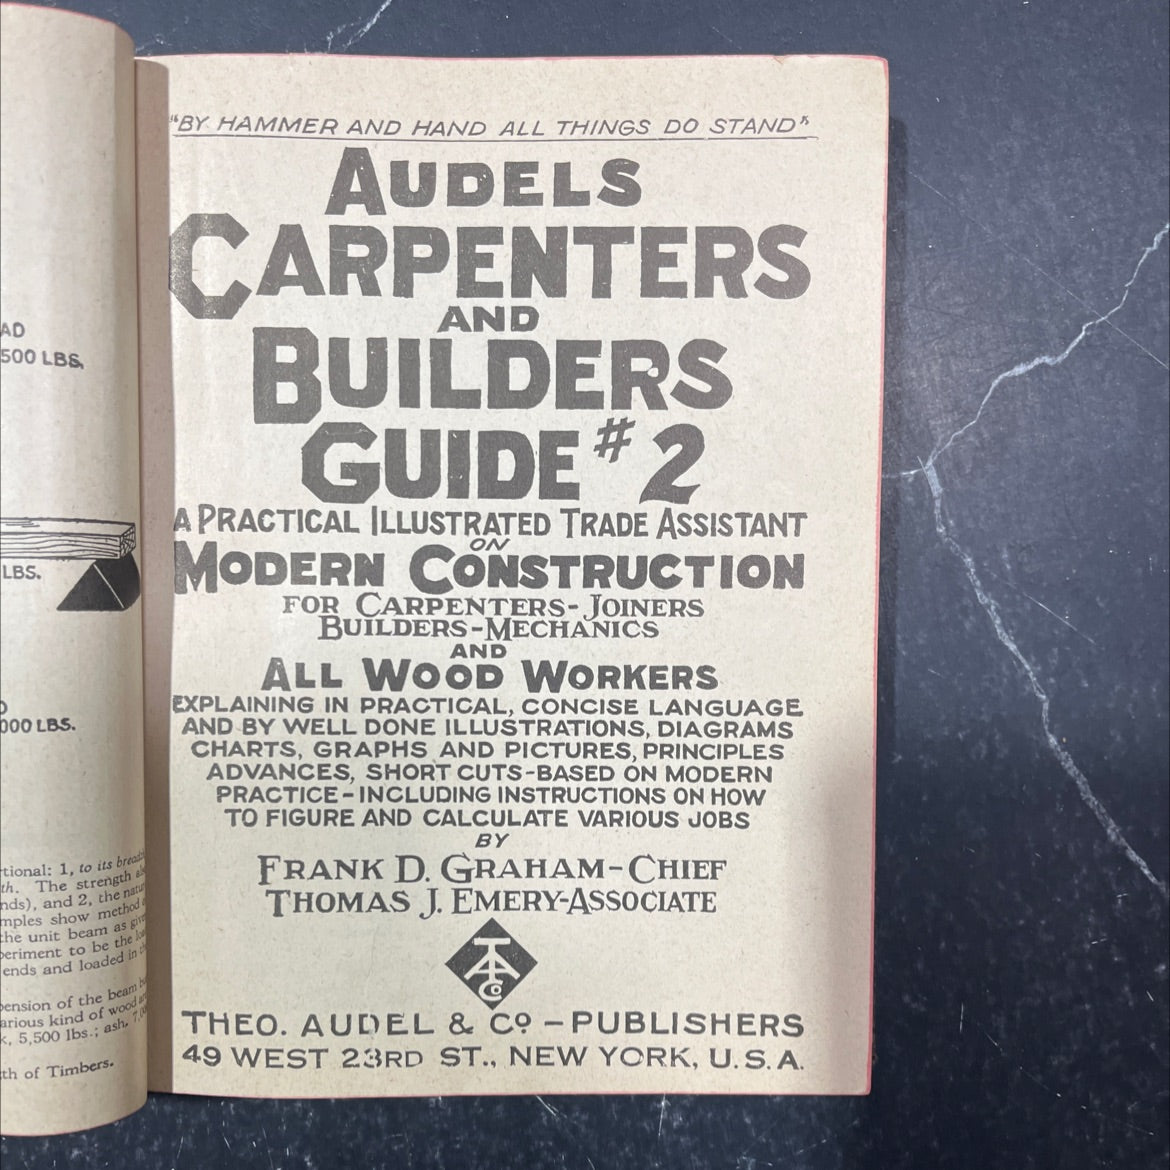 AD
500 LBS.
LBS.
000 LBS.
rtional: 1, to its
th. The strength
nds), and 2, the
mples show method
the unit beam as
periment to be the
ends and loaded in
pension of the beam
arious kind of wood
k, 5,500 lbs.; ash,
th of Timbers.
"BY HAMMER AND HAND ALL THINGS DO STAND"
AUDELS
CARPENTERS
AND
BUILDERS
GUIDE #2
A PRACTICAL ILLUSTRATED TRADE ASSISTANT
ON
MODERN CONSTRUCTION
FOR CARPENTERS-JOINERS
BUILDERS-MECHANICS
AND
ALL WOOD WORKERS
EXPLAINING IN PRACTICAL, CONCISE LANGUAGE
AND BY WELL DONE ILLUSTRATIONS, DIAGRAMS
CHARTS, GRAPHS AND PICTURES, PRINCIPLES
ADVANCES, SHORT CUTS-BASED ON MODERN
PRACTICE-INCLUDING INSTRUCTIONS ON HOW
TO FIGURE AND CALCULATE VARIOUS JOBS
BY
FRANK D. GRAHAM-CHIEF
THOMAS J. EMERY-ASSOCIATE
TACo
THEO. AUDEL & Co. - PUBLISHERS
49 WEST 23RD ST., NEW YORK, U.S.A.